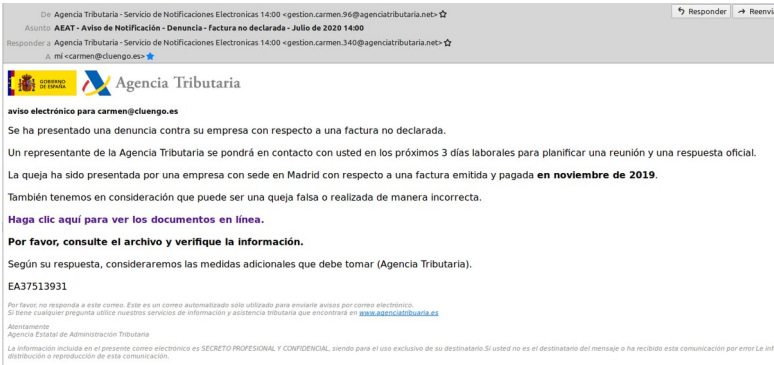 De Agencia Tributaria - Servicio de Notificaciones Electronicas 14:00 <gestion.carmen.96@agenciatributaria.net>
Responder
Reenvia
Asunto AEAT - Aviso de Notificación - Denuncia - factura no declarada - Julio de 2020 14:00
Responder a Agencia Tributaria - Servicio de Notificaciones Electronicas 14:00 <gestion.carmen.340@agenciatributaria.net>
A mí <carmen@cluengo.es>
GOBIERNO
DE ESPAÑA
Agencia Tributaria
aviso electrónico para carmen@cluengo.es
Se ha presentado una denuncia contra su empresa con respecto a una factura no declarada.
Un representante de la Agencia Tributaria se pondrá en contacto con usted en los próximos 3 días laborales para planificar una reunión y una respuesta oficial.
La queja ha sido presentada por una empresa con sede en Madrid con respecto a una factura emitida y pagada en noviembre de 2019.
También tenemos en consideración que puede ser una queja falsa o realizada de manera incorrecta.
Haga clic aquí para ver los documentos en línea.
Por favor, consulte el archivo y verifique la información.
Según su respuesta, consideraremos las medidas adicionales que debe tomar (Agencia Tributaria).
EA37513931
Por favor, no responda a este correo. Este es un correo automatizado sólo utilizado para enviarle avisos por correo electrónico.
Si tiene cualquier pregunta utilice nuestros servicios de información y asistencia tributaria que encontrará en www.agenciatribuaria.es
Atentamente
Agencia Estatal de Administración Tributaria
La información incluida en el presente correo electrónico es SECRETO PROFESIONAL Y CONFIDENCIAL, siendo para el uso exclusivo de su destinatario.Si usted no es el destinatario del mensaje o ha recibido esta comunicación por error Le inf
distribución o reproducción de esta comunicación.